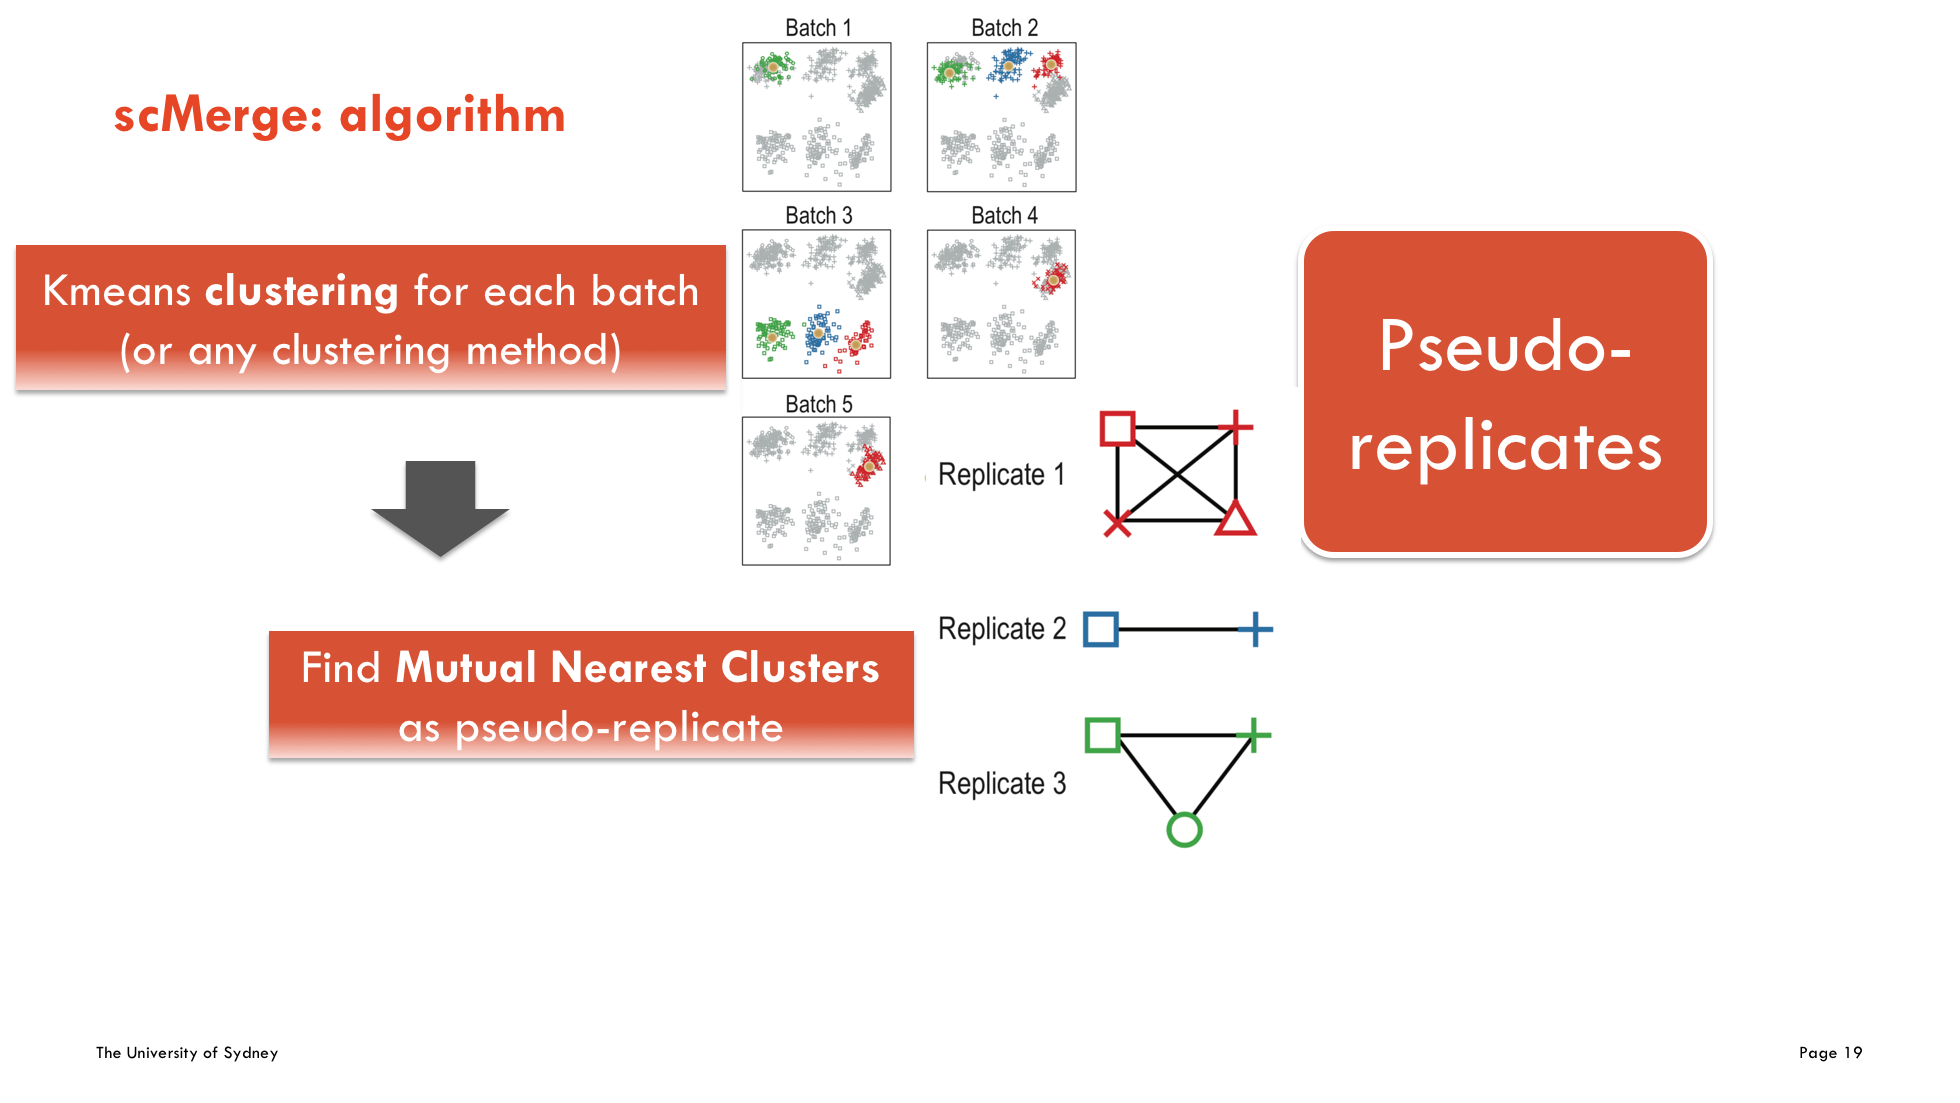 scMerge: algorithm
Batch 1
Batch 2
Batch 3
Batch 4
Batch 5
Kmeans clustering for each batch
(or any clustering method)
Find Mutual Nearest Clusters
as pseudo-replicate
Replicate 1
Replicate 2
Replicate 3
Pseudo-
replicates
The University of Sydney
Page 19